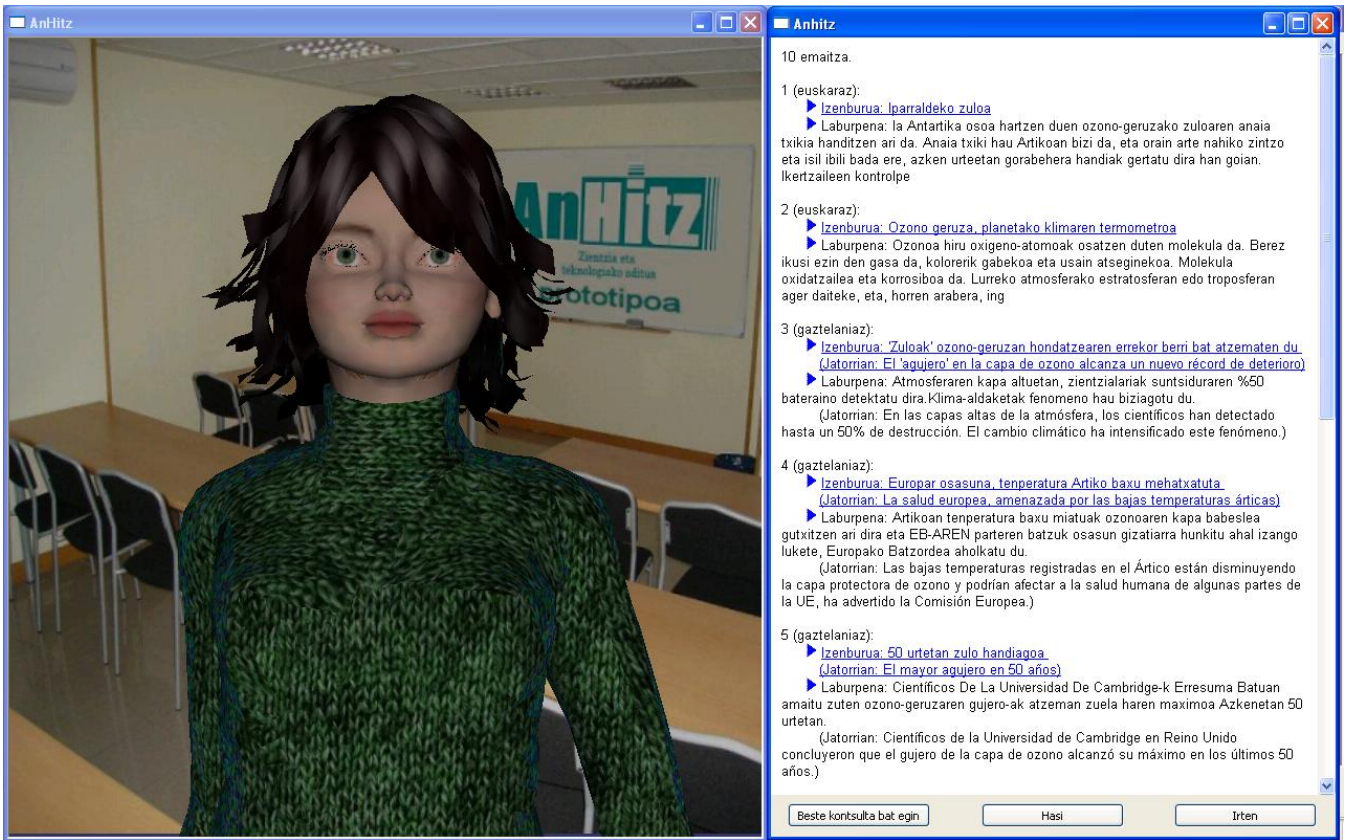 AnHitz
AnHitz
Zientzia eta
teknologiako aditua
prototipoa
Anhitz
10 emaitza.
1 (euskaraz):
Izenburua: Iparraldeko zuloa
Laburpena: la Antartika osoa hartzen duen ozono-geruzako zuloaren anaia
txikia handitzen ari da. Anaia txiki hau Artikoan bizi da, eta orain arte nahiko zintzo
eta isil ibili bada ere, azken urteetan gorabehera handiak gertatu dira han goian.
Ikertzaileen kontrolpe
2 (euskaraz):
Izenburua: Ozono geruza, planetako klimaren termometroa
Laburpena: Ozonoa hiru oxigeno-atomoak osatzen duten molekula da. Berez
ikusi ezin den gasa da, kolorerik gabekoa eta usain atseginekoa. Molekula
oxidatzailea eta korrosiboa da. Lurreko atmosferako estratosferan edo troposferan
ager daiteke, eta, horren arabera, ing
3 (gaztelaniaz):
Izenburua: 'Zuloak' ozono-geruzan hondatzearen errekor berri bat atzematen du
(Jatorrian: El 'agujero' en la capa de ozono alcanza un nuevo récord de deterioro)
Laburpena: Atmosferaren kapa altuetan, zientzialariak suntsiduraren %50
bateraino detektatu dira.Klima-aldaketak fenomeno hau biziagotu du.
(Jatorrian: En las capas altas de la atmósfera, los científicos han detectado
hasta un 50% de destrucción. El cambio climático ha intensificado este fenómeno.)
4 (gaztelaniaz):
Izenburua: Europar osasuna, tenperatura Artiko baxu mehatxatuta
(Jatorrian: La salud europea, amenazada por las bajas temperaturas árticas)
Laburpena: Artikoan tenperatura baxu miatuak ozonoaren kapa babeslea
gutxitzen ari dira eta EB-AREN parteren batzuk osasun gizatiarra hunkitu ahal izango
lukete, Europako Batzordea aholkatu du.
(Jatorrian: Las bajas temperaturas registradas en el Ártico están disminuyendo
la capa protectora de ozono y podrían afectar a la salud humana de algunas partes de
la UE, ha advertido la Comisión Europea.)
5 (gaztelaniaz):
Izenburua: 50 urtetan zulo handiagoa
(Jatorrian: El mayor agujero en 50 años)
Laburpena: Científicos De La Universidad De Cambridge-k Erresuma Batuan
amaitu zuten ozono-geruzaren gujero-ak atzeman zuela haren maximoa Azkenetan 50
urtetan.
(Jatorrian: Científicos de la Universidad de Cambridge en Reino Unido
concluyeron que el gujero de la capa de ozono alcanzó su máximo en los últimos 50
años.)
Beste kontsulta bat egin
Hasi
Irten